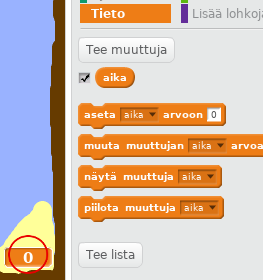 Tieto
Lisää lohkoj
Tee muuttuja
aika
aseta aika arvoon 0
muuta muuttujan aika arvoa
näytä muuttuja aika
piilota muuttuja aika
Tee lista
0